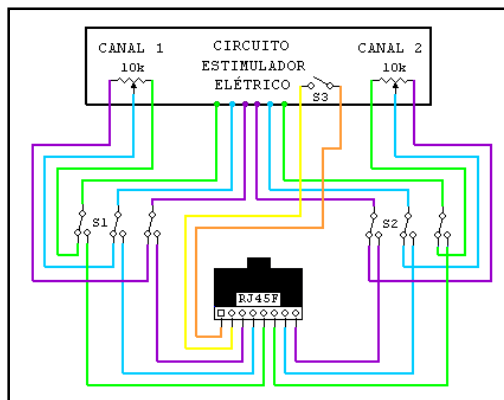 CANAL 1
10k
CIRCUITO
ESTIMULADOR
ELÉTRICO
CANAL 2
10k
S3
S1
S2
RJ45F